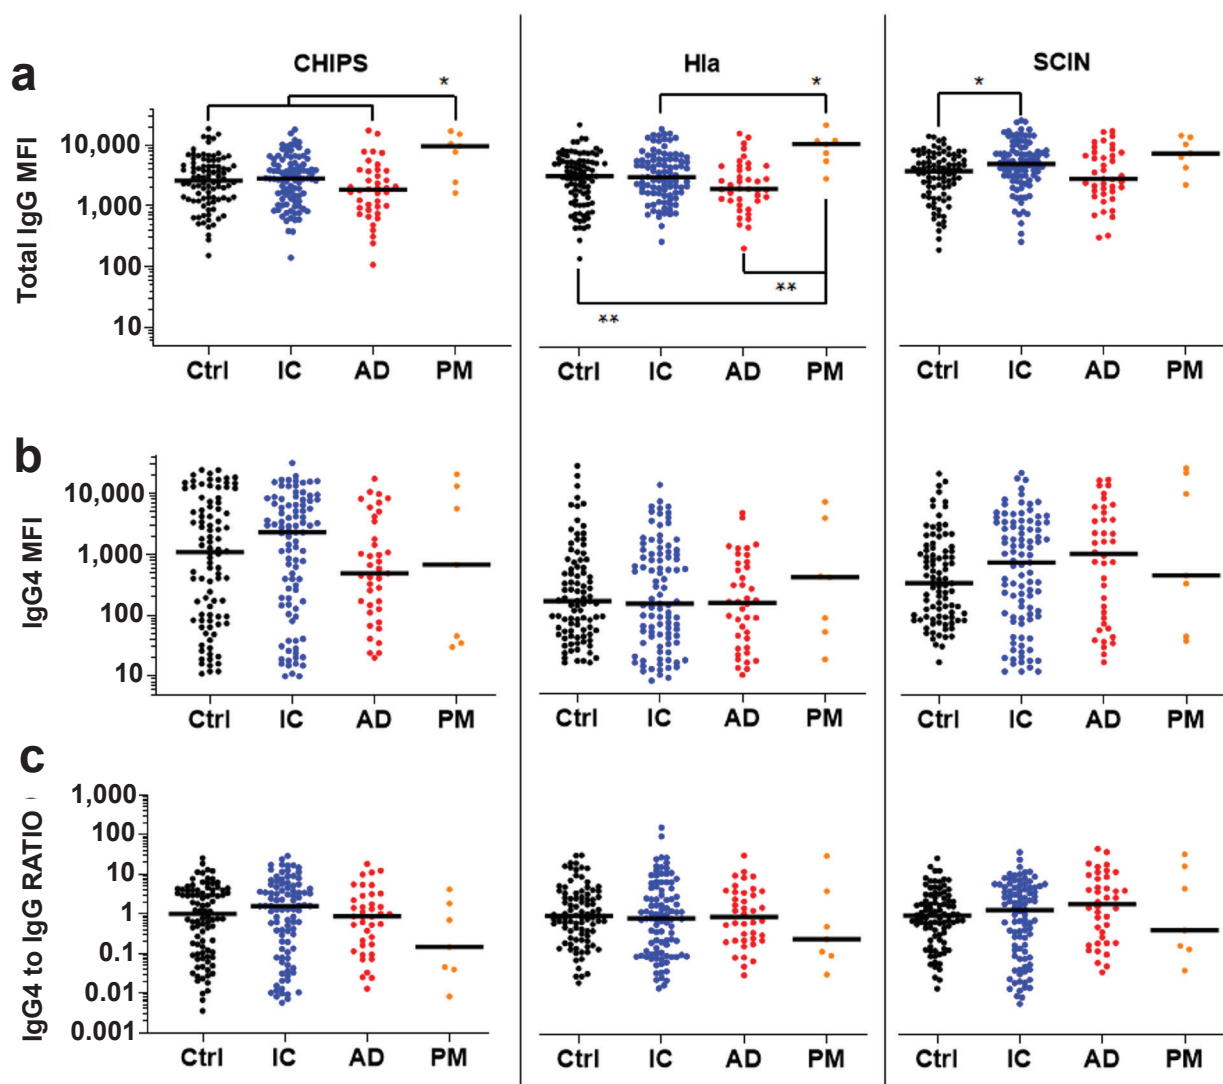 a
CHIPS
Hla
SCIN
*
*
*
Total IgG MFI
10,000
1,000
100
10
**
**
Ctrl IC AD PM
Ctrl IC AD PM
Ctrl IC AD PM
b
IgG4 MFI
10,000
1,000
100
10
Ctrl IC AD PM
Ctrl IC AD PM
Ctrl IC AD PM
c
IgG4 to IgG RATIO
1,000
100
10
1
0.1
0.01
0.001
Ctrl IC AD PM
Ctrl IC AD PM
Ctrl IC AD PM